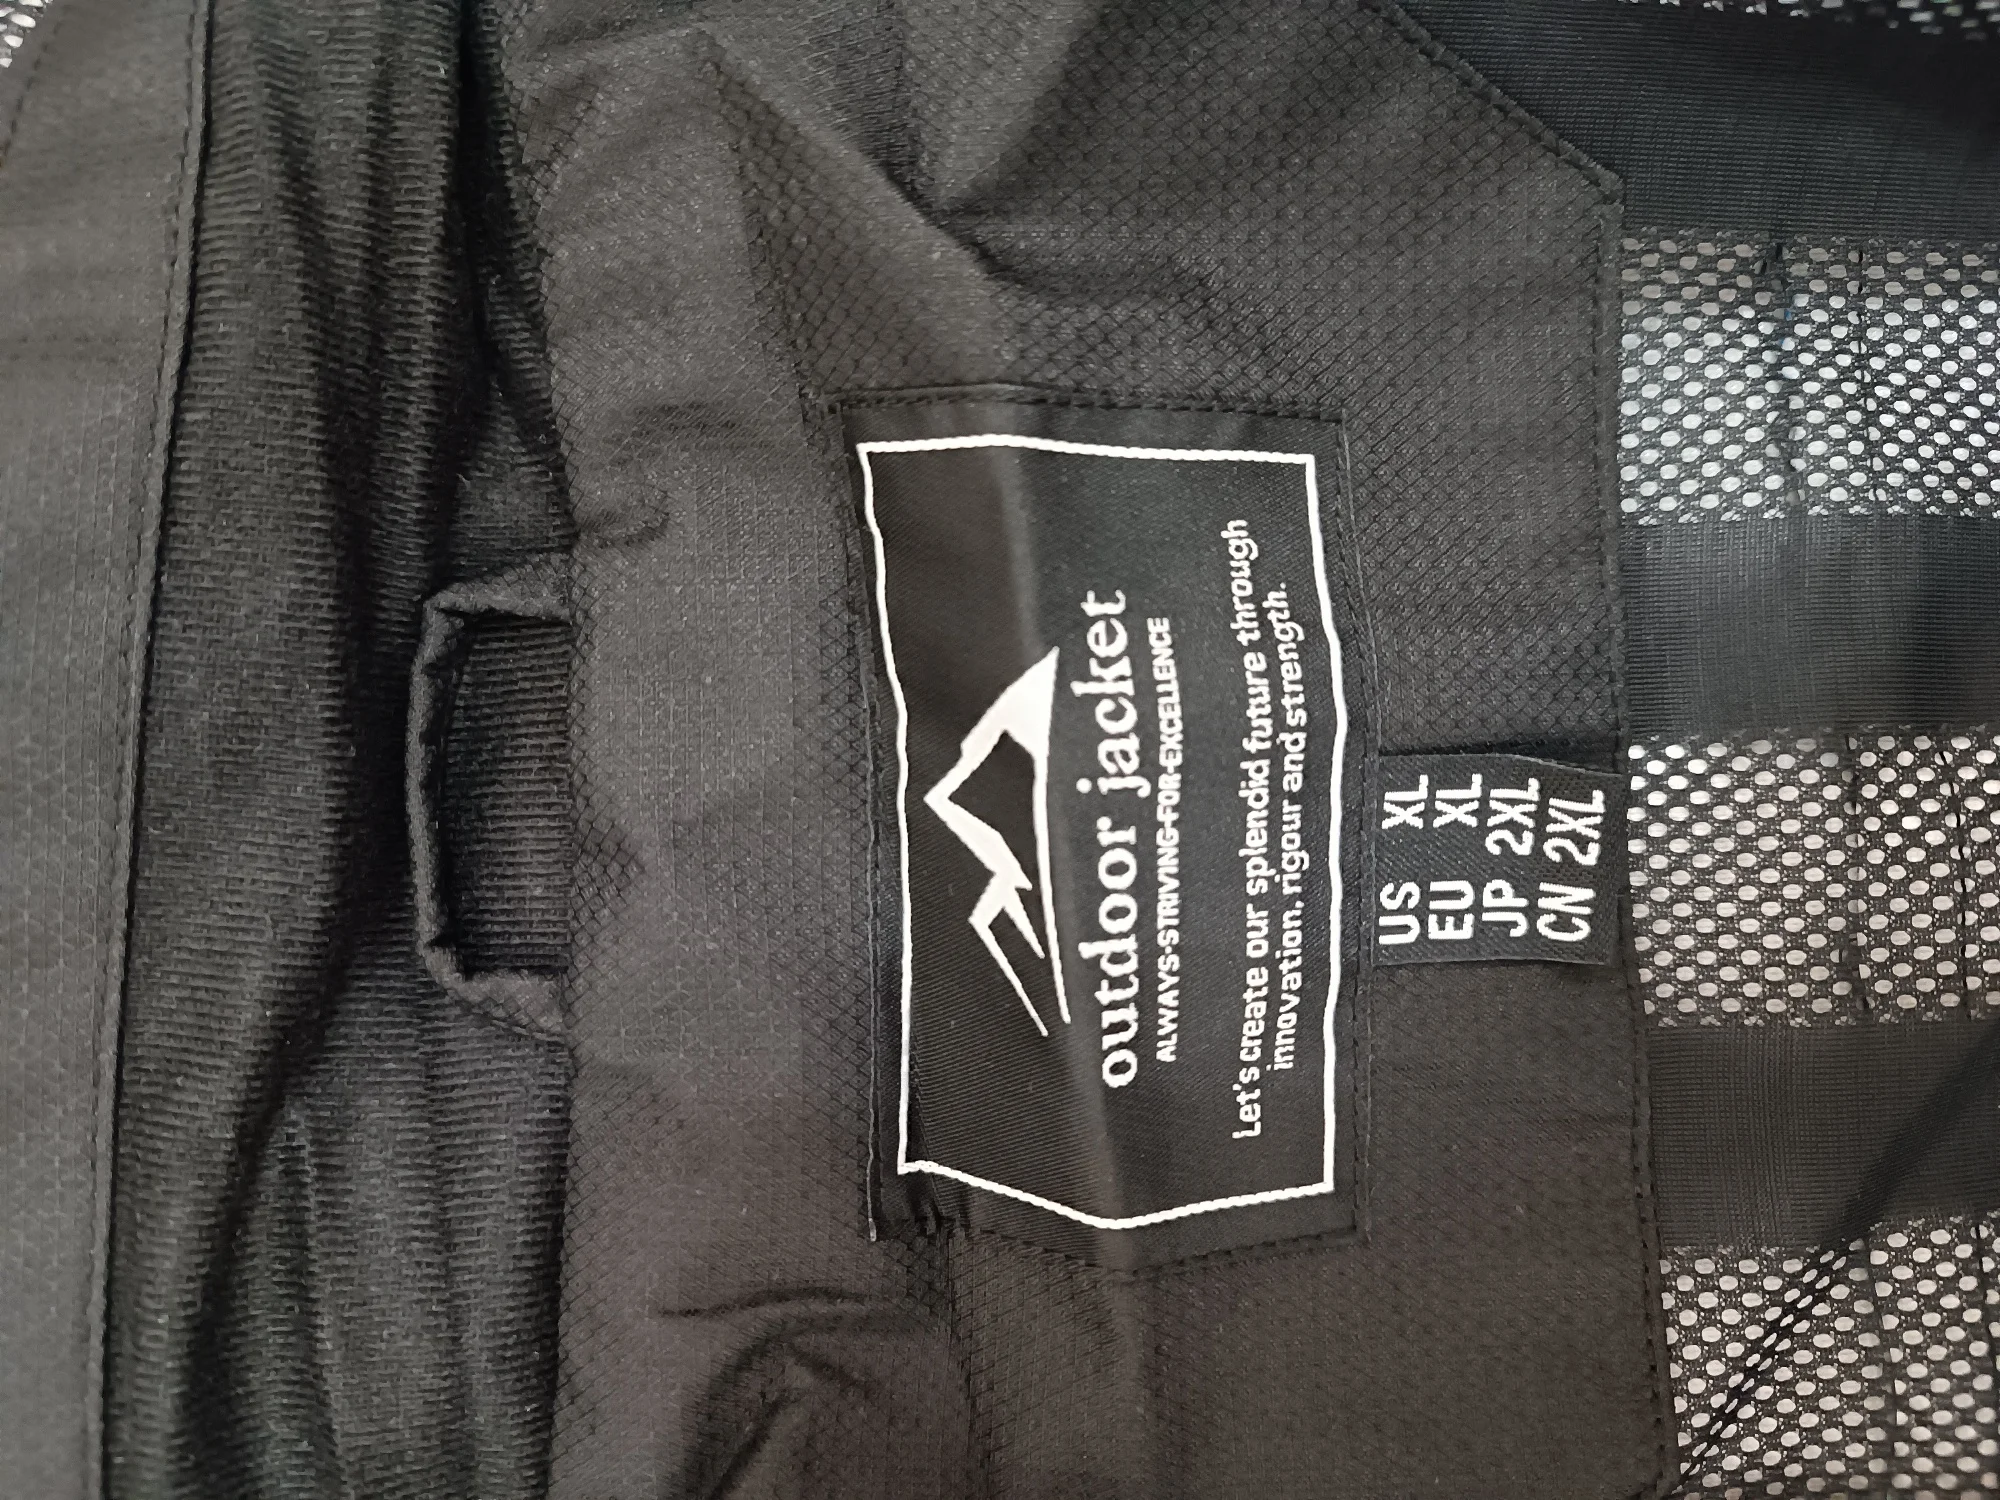 outdoor jacket
ALWAYS·STRIVING·FOR·EXCELLENCE
Let's create our splendid future through
innovation, rigour and strength.
US XL
EU XL
JP 2XL
CN 2XL